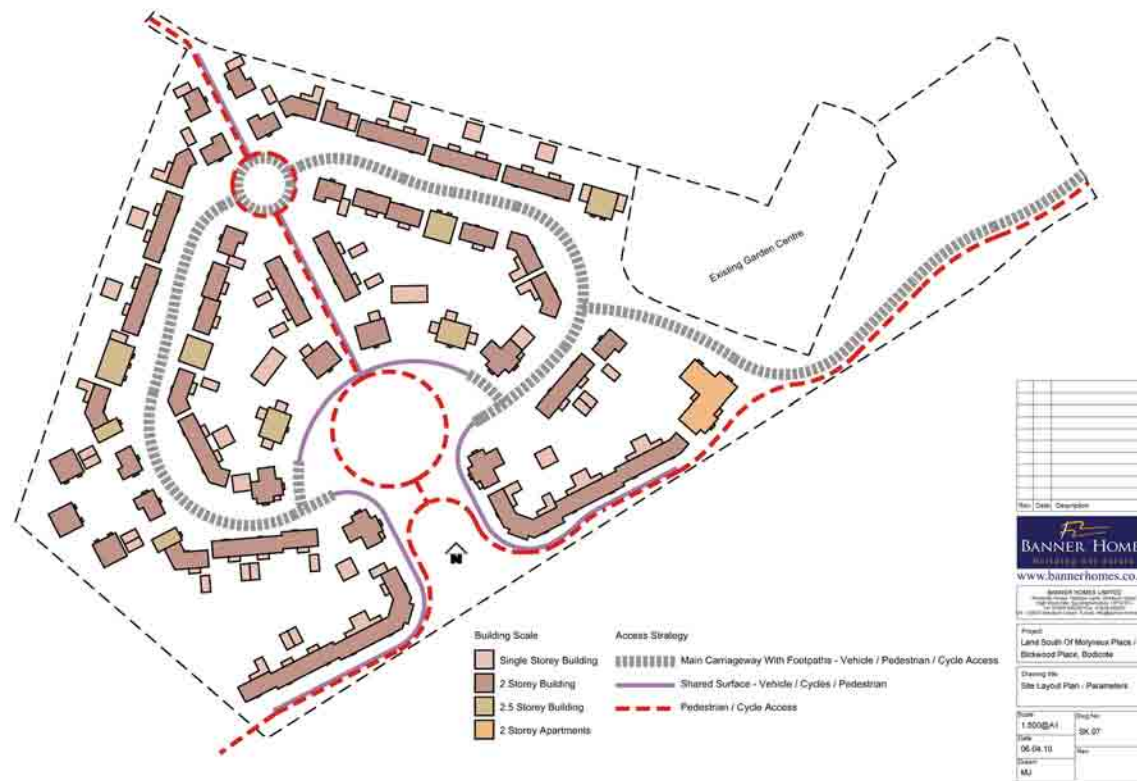 Existing Garden Centre
N
Building Scale
Single Storey Building
2 Storey Building
2.5 Storey Building
2 Storey Apartments
Access Strategy
Main Carriageway With Footpaths - Vehicle / Pedestrian / Cycle Access
Shared Surface - Vehicle / Cycles / Pedestrian
Pedestrian / Cycle Access
Rev Date Description
BANNER HOME
www.bannerhomes.co.
BANNER HOMES LIMITED
Project
Land South Of Molyneux Place /
Blackwood Place, Bodicote
Drawing title
Site Layout Plan - Parameters
Scale
1:500@A1
Drg No
SK.07
Date
06.04.10
Rev
Drawn
MJ